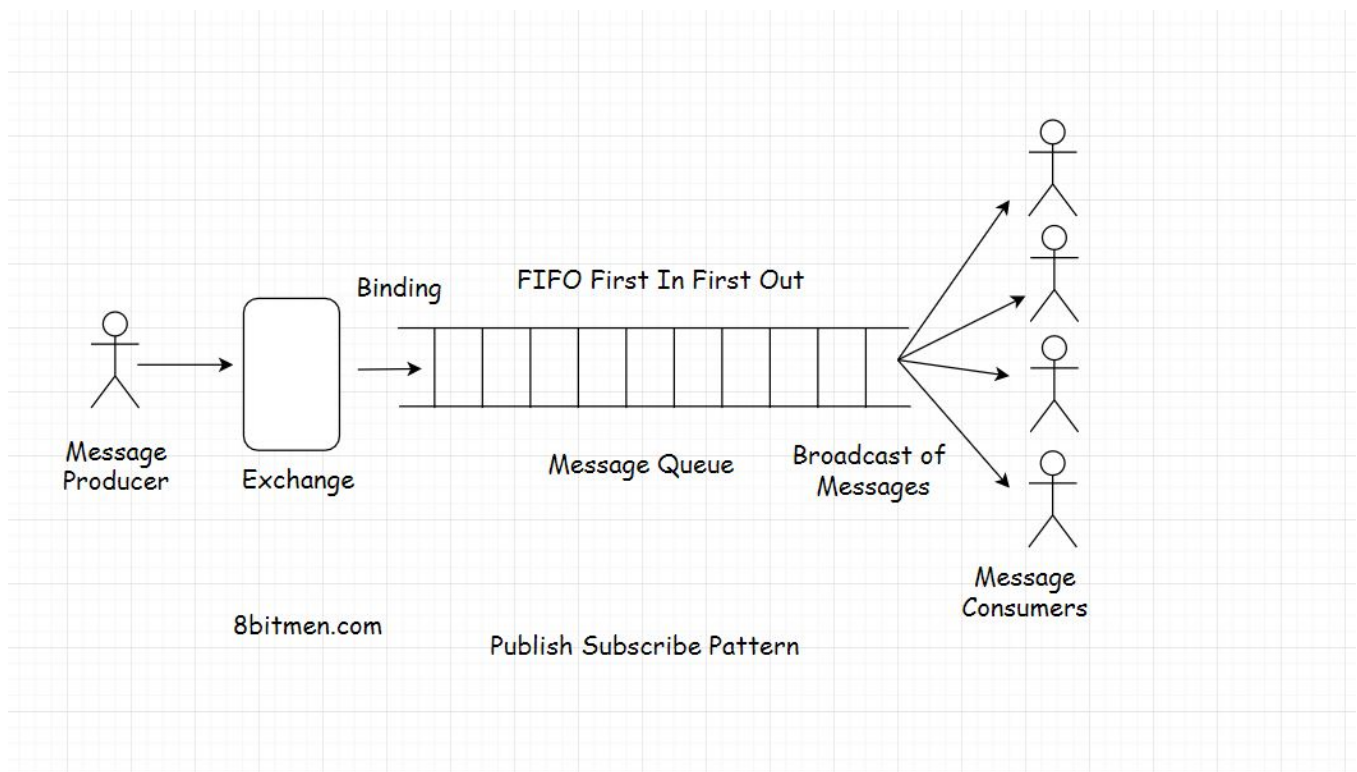 FIFO First In First Out
Binding
Message
Producer
Exchange
Message Queue
Broadcast of
Messages
Message
Consumers
8bitmen.com
Publish Subscribe Pattern